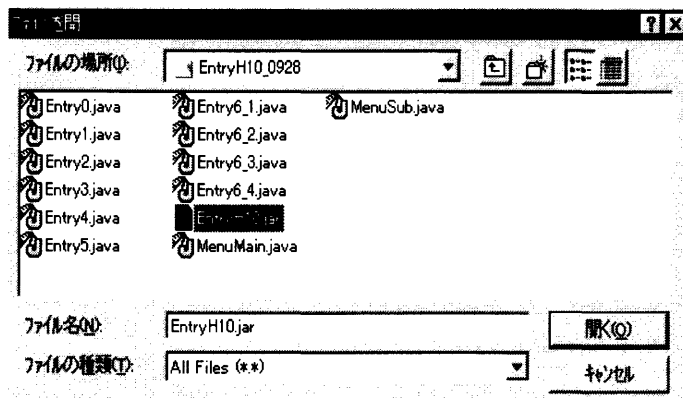 ファイルの場所(I):
EntryH10_0928
Entry0.java
Entry1.java
Entry2.java
Entry3.java
Entry4.java
Entry5.java
Entry6_1.java
Entry6_2.java
Entry6_3.java
Entry6_4.java
EntryH10.jar
MenuMain.java
MenuSub.java
ファイル名(N):
EntryH10.jar
開く(O)
ファイルの種類(T):
All Files (**)
キャンセル